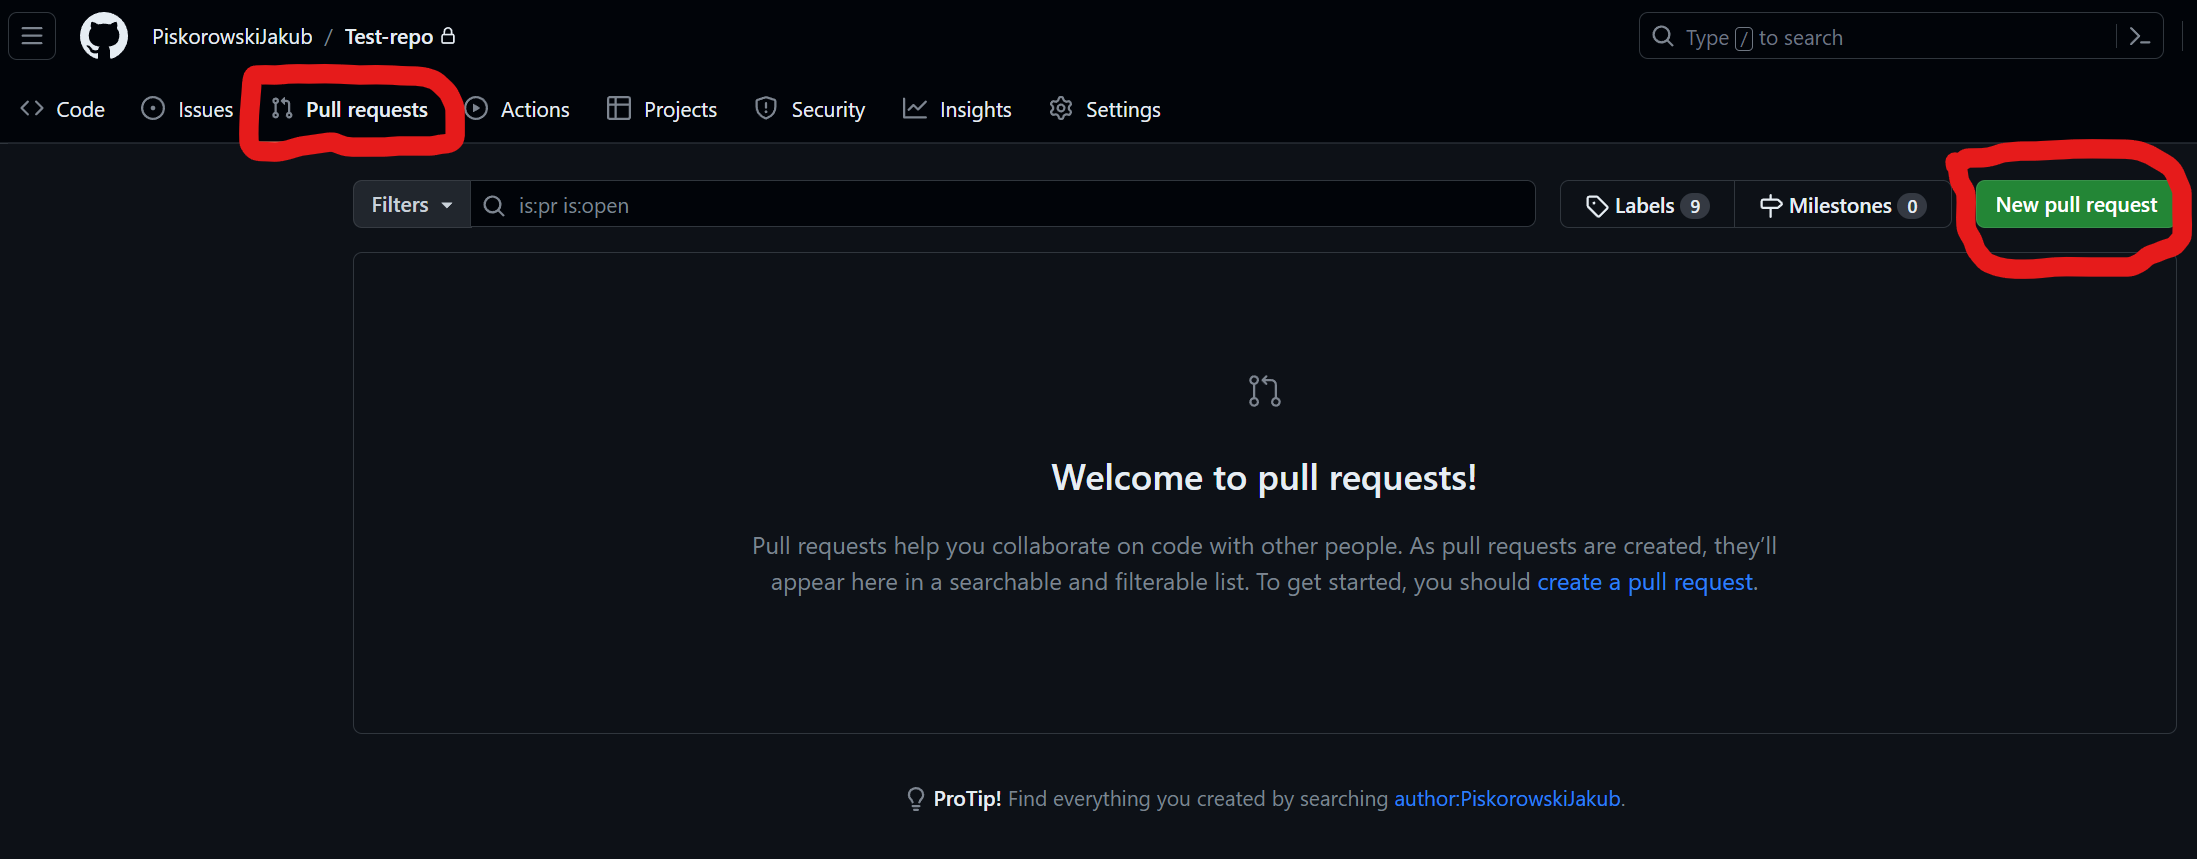 PiskorowskiJakub / Test-repo
Type / to search
Code Issues Pull requests Actions Projects Security Insights Settings
Filters is:pr is:open Labels 9 Milestones 0 New pull request
Welcome to pull requests!
Pull requests help you collaborate on code with other people. As pull requests are created, they’ll
appear here in a searchable and filterable list. To get started, you should create a pull request.
ProTip! Find everything you created by searching author:PiskorowskiJakub.